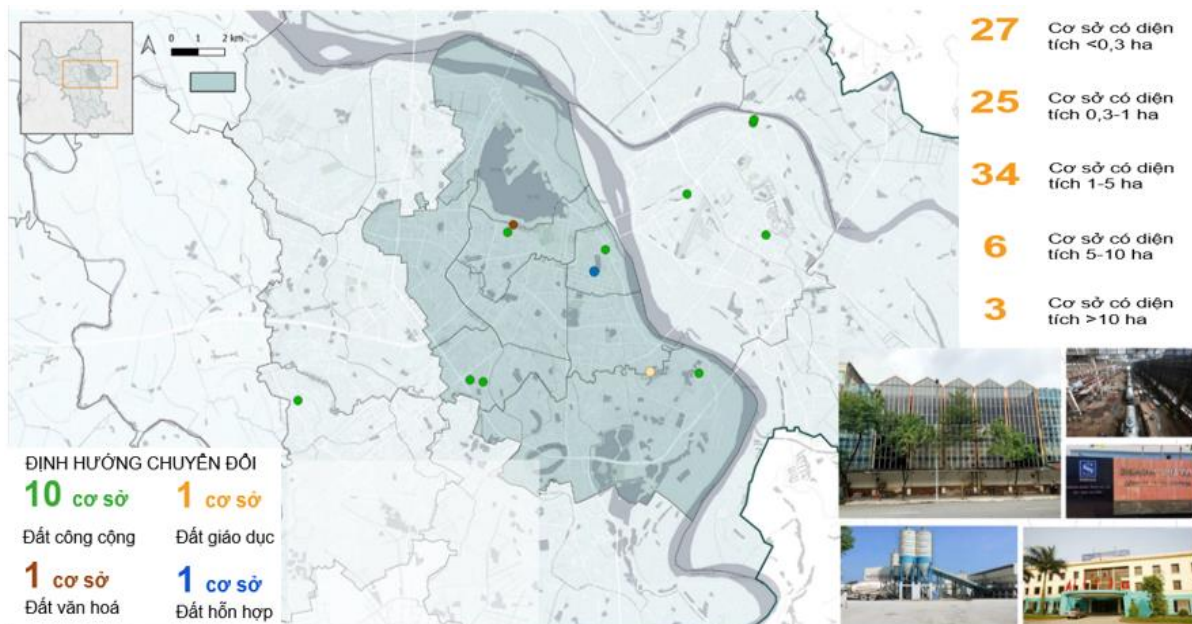 0 1 2 km
27 Cơ sở có diện
tích <0,3 ha
25 Cơ sở có diện
tích 0,3-1 ha
34 Cơ sở có diện
tích 1-5 ha
6 Cơ sở có diện
tích 5-10 ha
3 Cơ sở có diện
tích >10 ha
ĐỊNH HƯỚNG CHUYỂN ĐỔI
10 cơ sở
Đất công cộng
1 cơ sở
Đất giáo dục
1 cơ sở
Đất văn hoá
1 cơ sở
Đất hỗn hợp